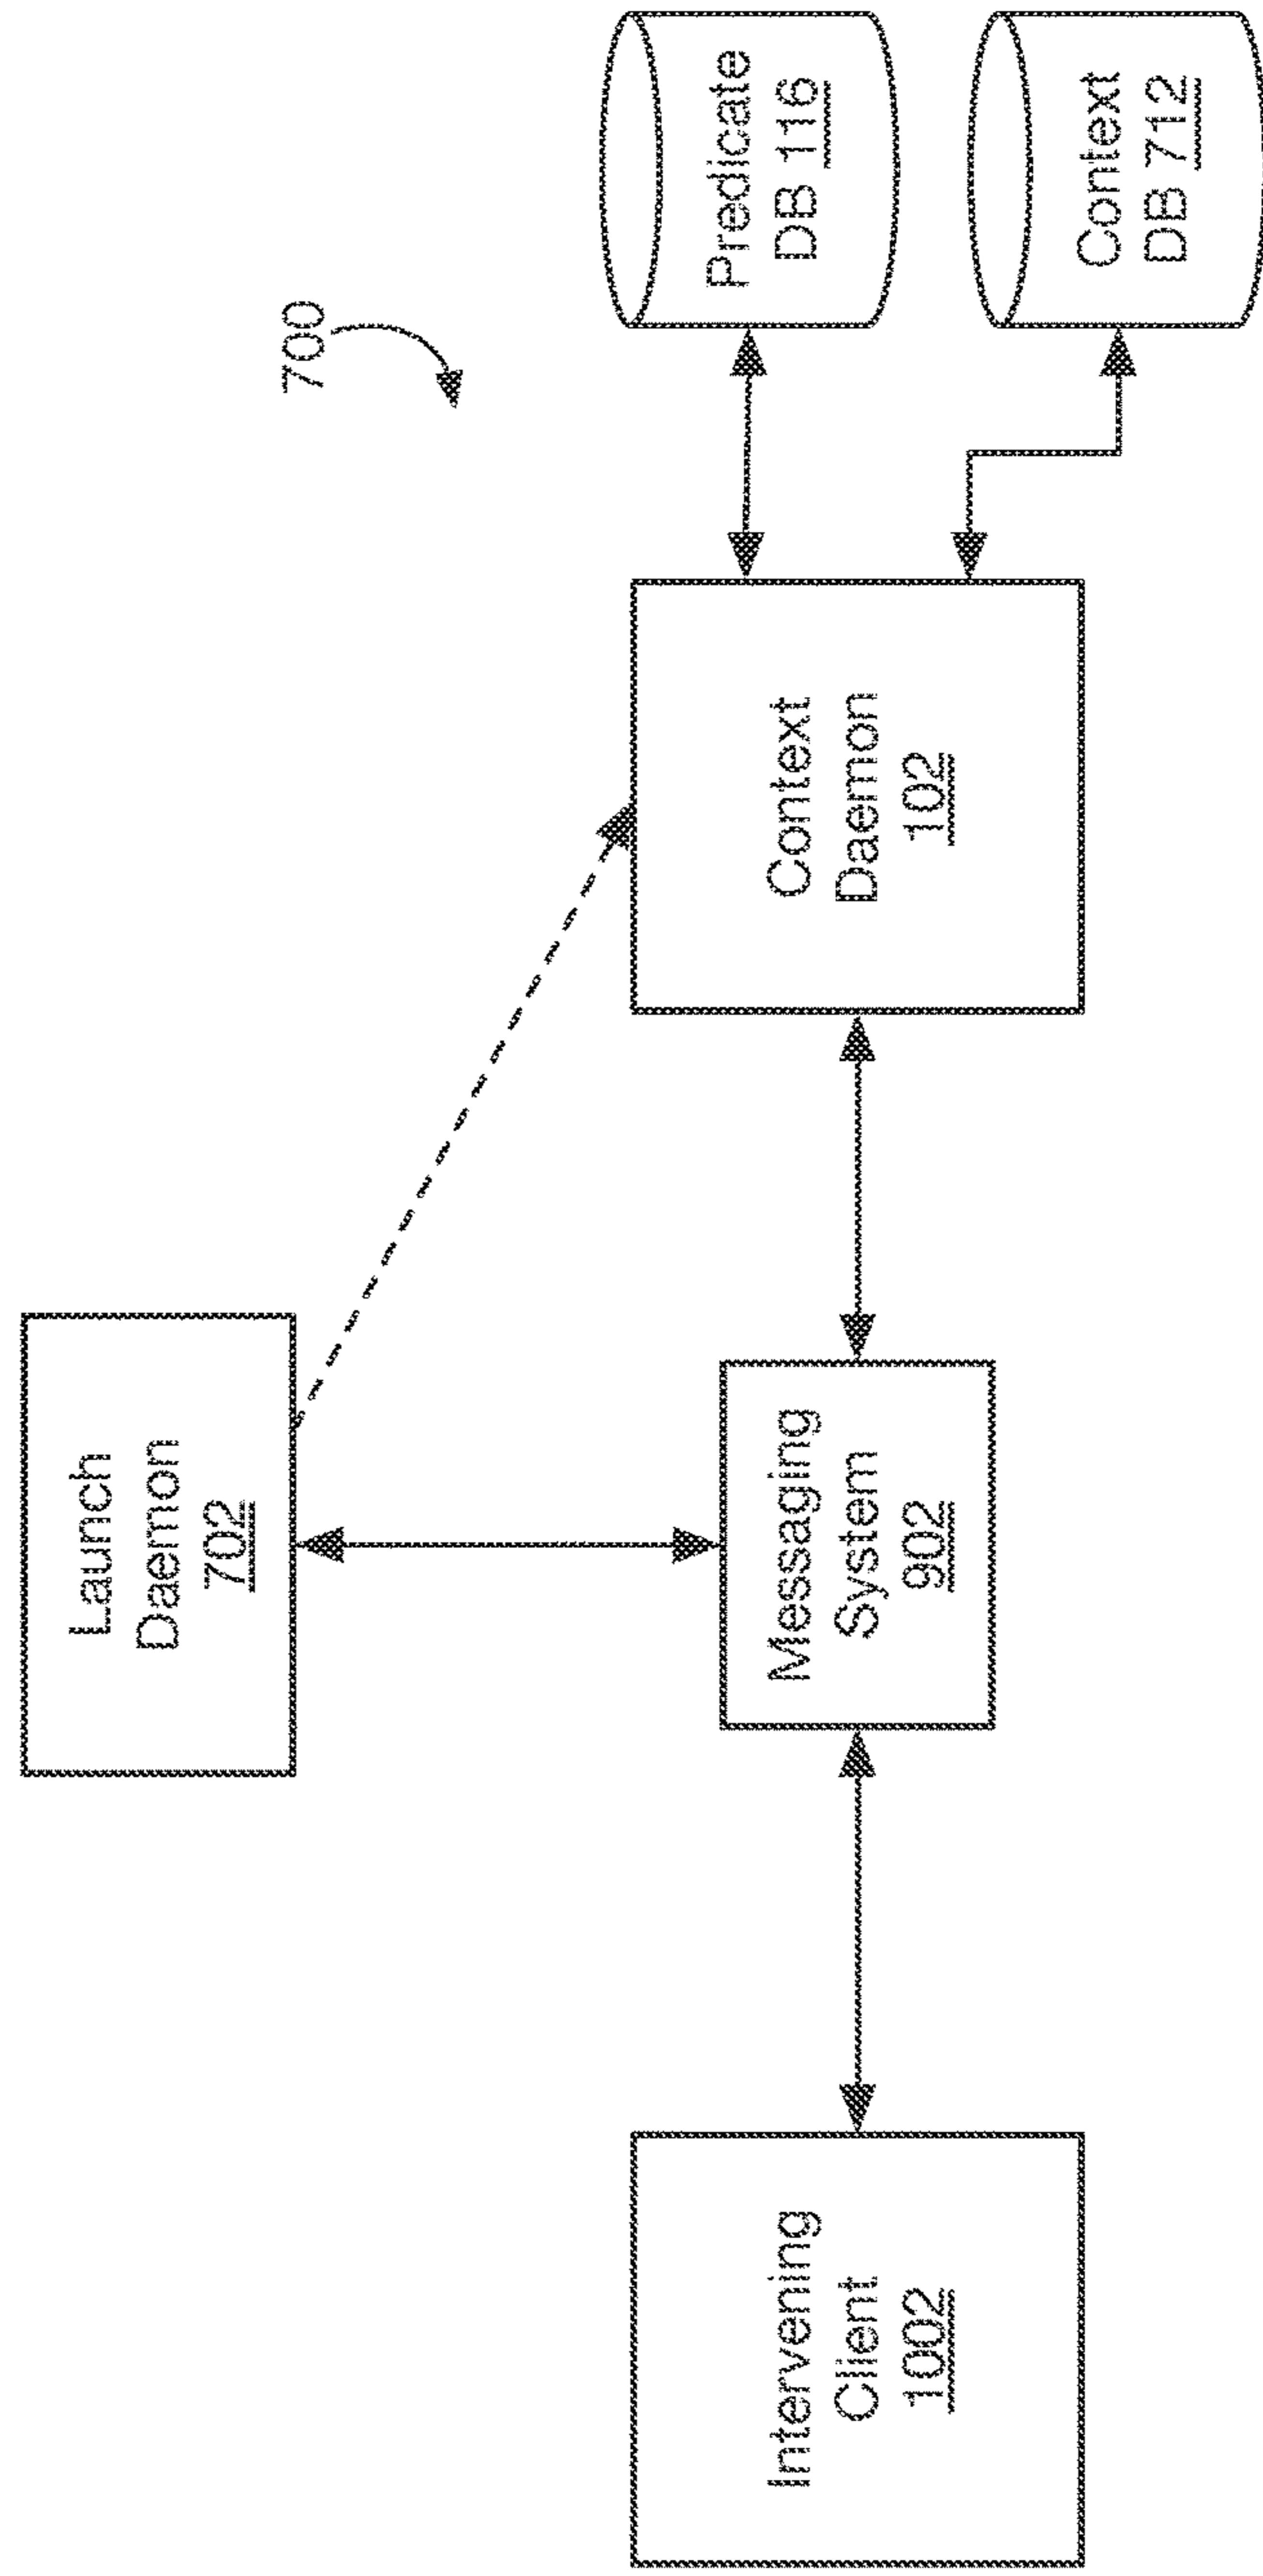 700
Launch
Daemon
702
Intervening
Client
1002
Messaging
System
902
Context
Daemon
102
Predicate
DB 116
Context
DB 712